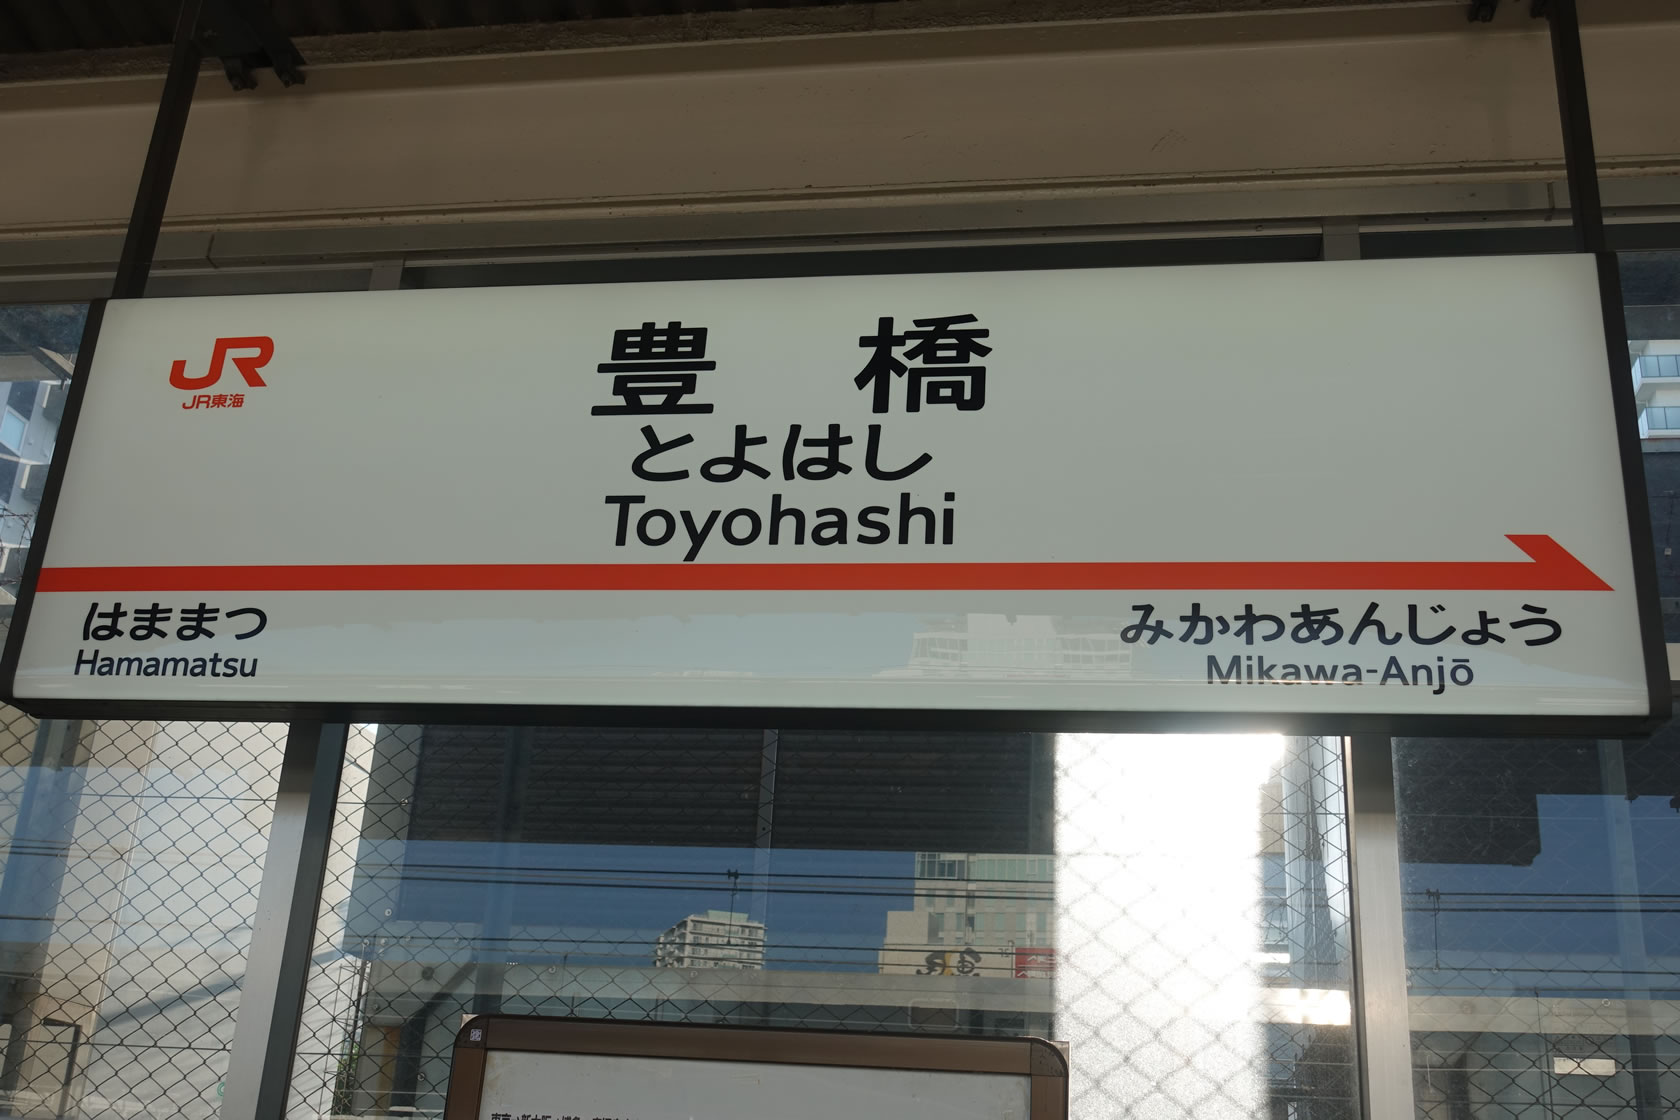 JR
JR東海
豊橋
とよはし
Toyohashi
はままつ
Hamamatsu
みかわあんじょう
Mikawa-Anjō